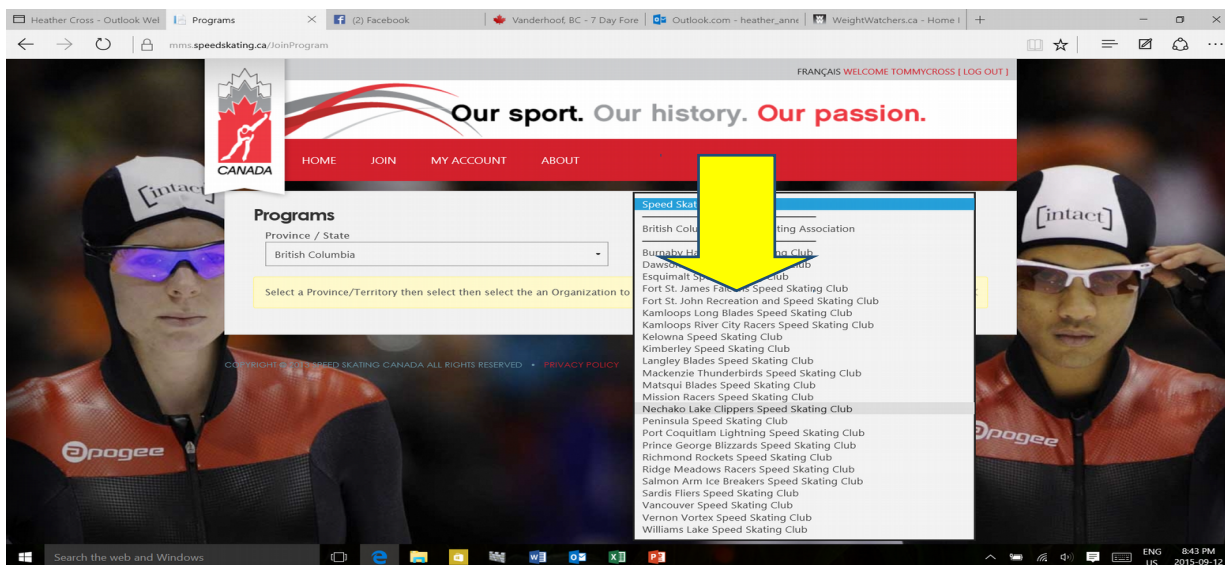 Heather Cross - Outlook Wel
Programs
(2) Facebook
Vanderhoof, BC - 7 Day Fore
Outlook.com - heather_anne
WeightWatchers.ca - Home
mms.speedskating.ca/JoinProgram
FRANÇAIS WELCOME TOMMYCROSS [ LOG OUT ]
CANADA
Our sport. Our history. Our passion.
HOME JOIN MY ACCOUNT ABOUT
[intact]
[intact]
Programs
Province / State
British Columbia
Select a Province/Territory then select then select the an Organization to
Speed Skat
British Colu ting Association
Burnaby Ha ng Club
Dawson ub
Esquimalt Sp Club
Fort St. James Falcons Speed Skating Club
Fort St. John Recreation and Speed Skating Club
Kamloops Long Blades Speed Skating Club
Kamloops River City Racers Speed Skating Club
Kelowna Speed Skating Club
Kimberley Speed Skating Club
Langley Blades Speed Skating Club
Mackenzie Thunderbirds Speed Skating Club
Matsqui Blades Speed Skating Club
Mission Racers Speed Skating Club
Nechako Lake Clippers Speed Skating Club
Peninsula Speed Skating Club
Port Coquitlam Lightning Speed Skating Club
Prince George Blizzards Speed Skating Club
Richmond Rockets Speed Skating Club
Ridge Meadows Racers Speed Skating Club
Salmon Arm Ice Breakers Speed Skating Club
Sardis Fliers Speed Skating Club
Vancouver Speed Skating Club
Vernon Vortex Speed Skating Club
Williams Lake Speed Skating Club
SPEED SKATING CANADA ALL RIGHTS RESERVED • PRIVACY POLICY
apogee
apogee
Search the web and Windows
ENG
US
8:43 PM
2015-09-12